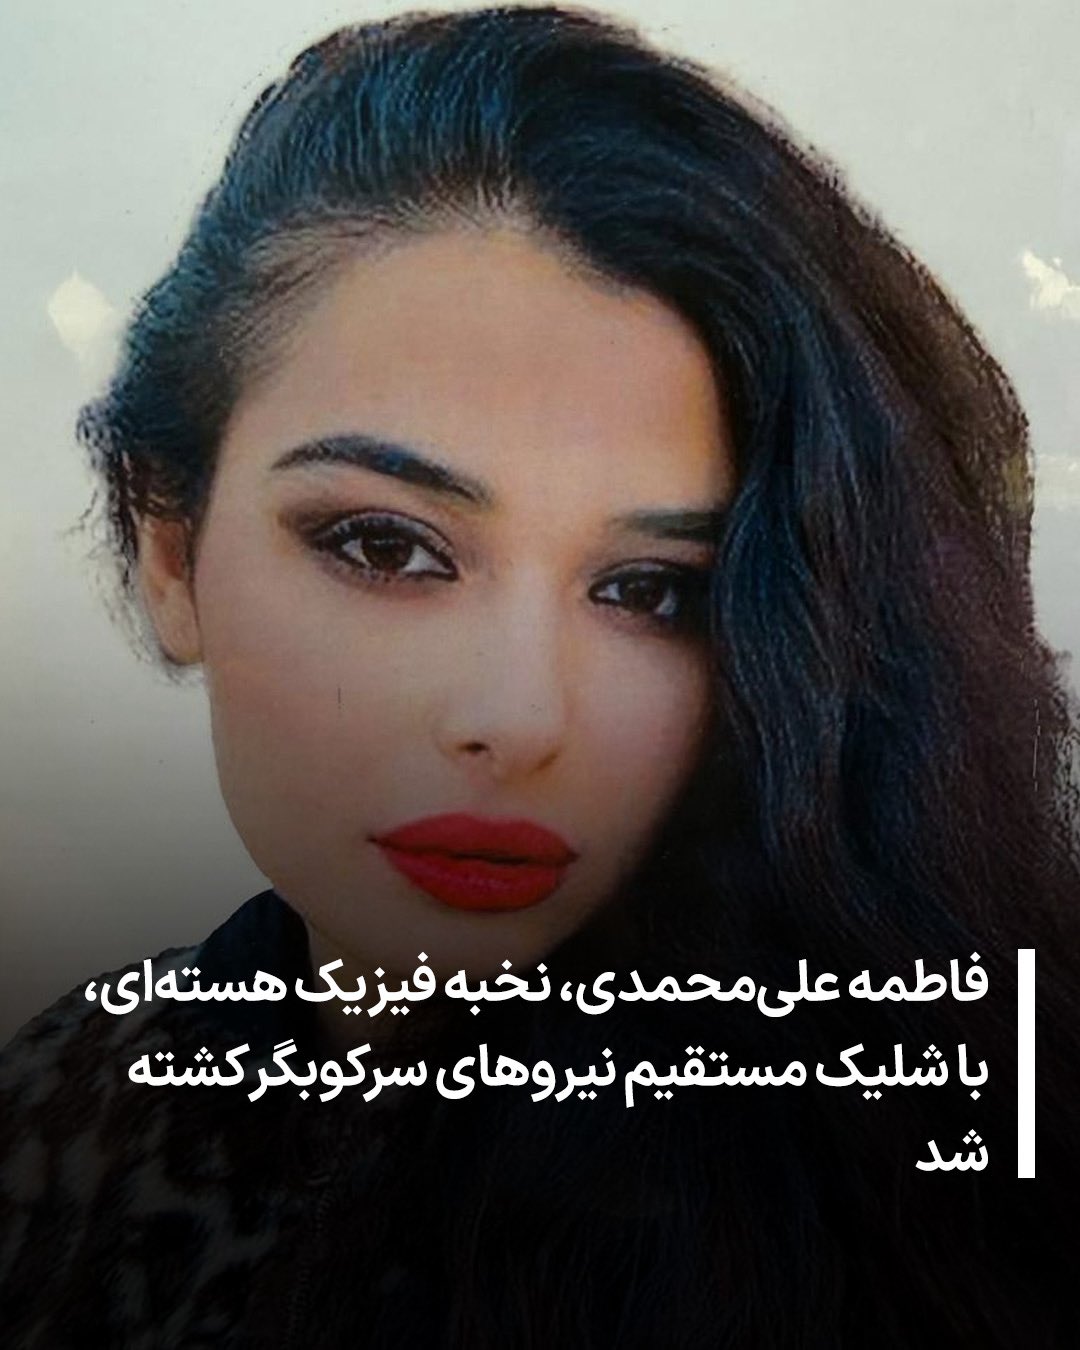 فاطمه علی‌محمدی، نخبه فیزیک هسته‌ای،
با شلیک مستقیم نیروهای سرکوبگر کشته
شد